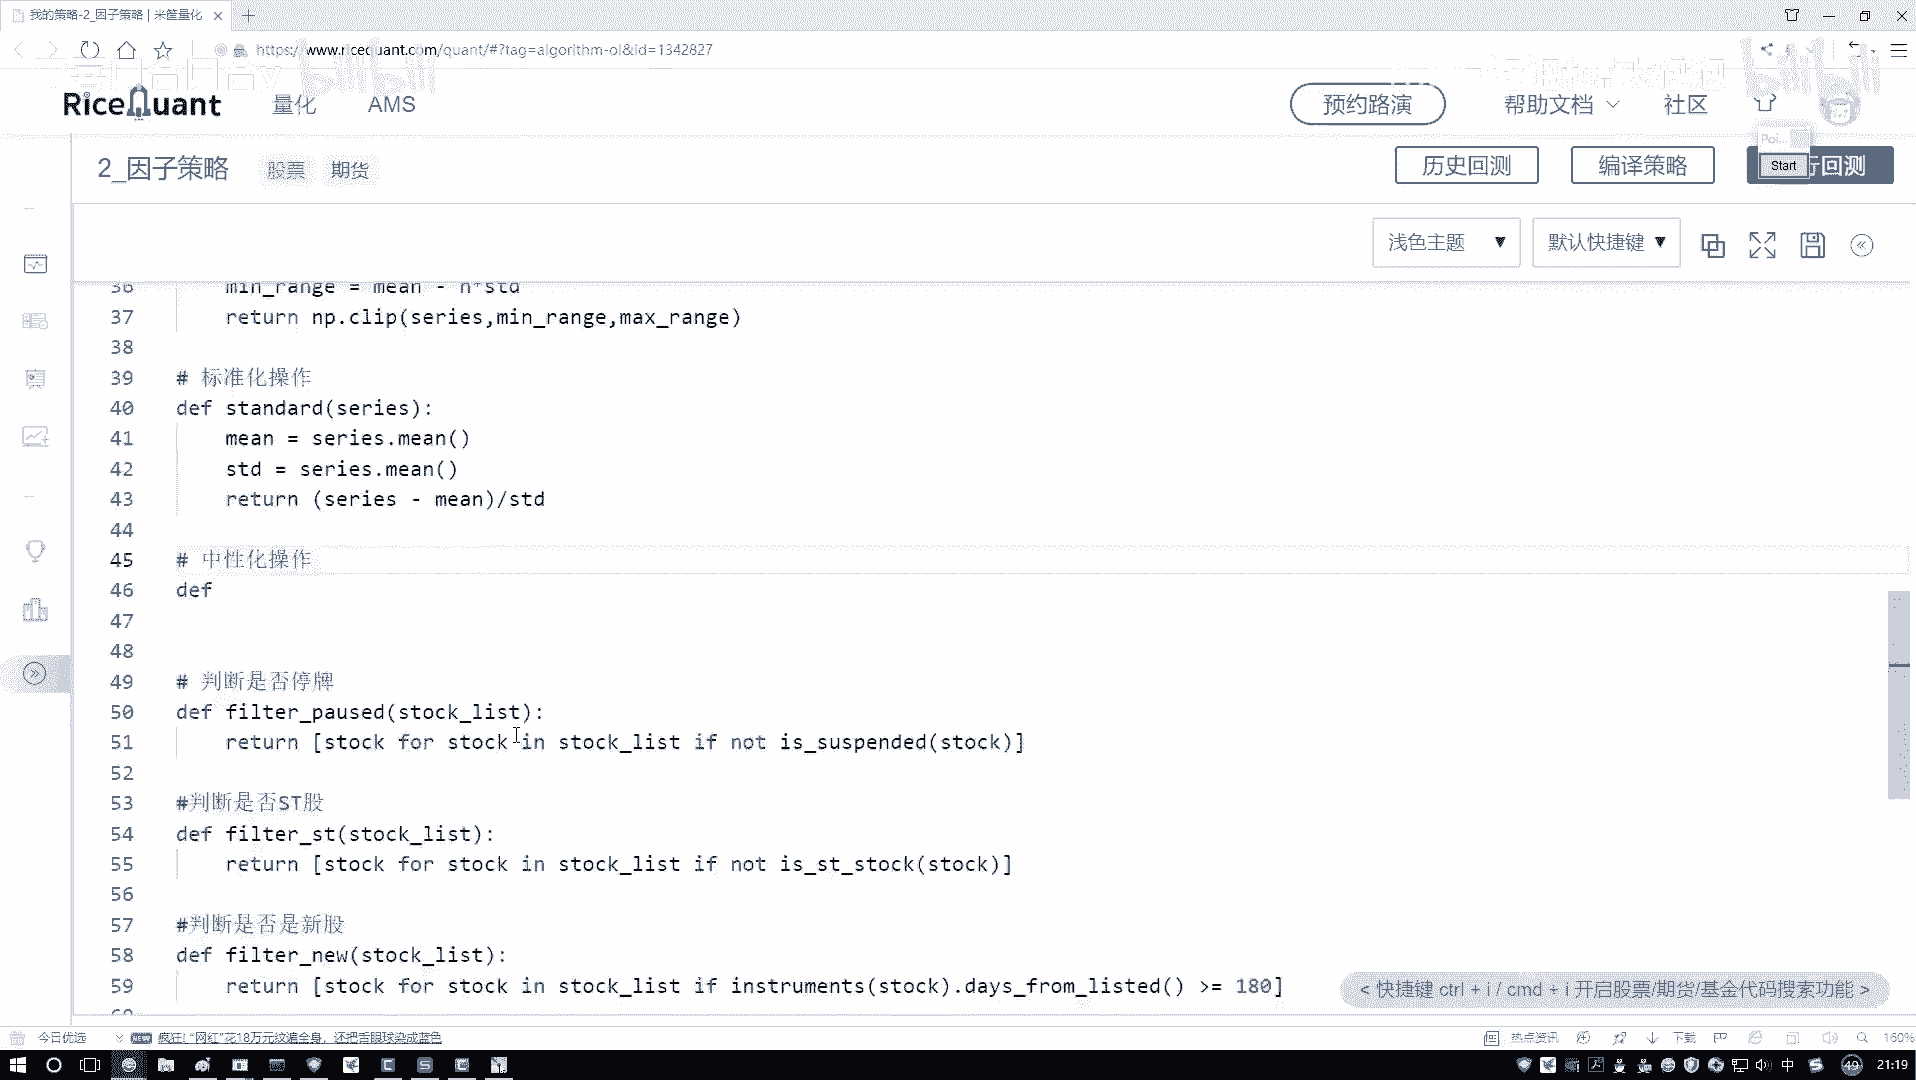 我的策略-2_因子策略 | 米筐量化
https://www.ricequant.com/quant/#?tag=algorithm-ol&id=1342827
bilibili
bilibili
RiceQuant 量化 AMS 预约路演 帮助文档 社区
Poi...
2_因子策略 股票 期货 历史回测 编译策略 Start 行回测
浅色主题 默认快捷键
36 min_range = mean - n*std
37 return np.clip(series,min_range,max_range)
38
39 # 标准化操作
40 def standard(series):
41 mean = series.mean()
42 std = series.mean()
43 return (series - mean)/std
44
45 # 中性化操作
46 def
47
48
49 # 判断是否停牌
50 def filter_paused(stock_list):
51 return [stock for stock in stock_list if not is_suspended(stock)]
52
53 #判断是否ST股
54 def filter_st(stock_list):
55 return [stock for stock in stock_list if not is_st_stock(stock)]
56
57 #判断是否是新股
58 def filter_new(stock_list):
59 return [stock for stock in stock_list if instruments(stock).days_from_listed() >= 180]
< 快捷键 ctrl + i / cmd + i 开启股票/期货/基金代码搜索功能 >
今日优选 NEW 疯狂! "网红"花18万元纹遍全身，还把舌眼球染成蓝色 热点资讯 下载 160%
中 49 21:19